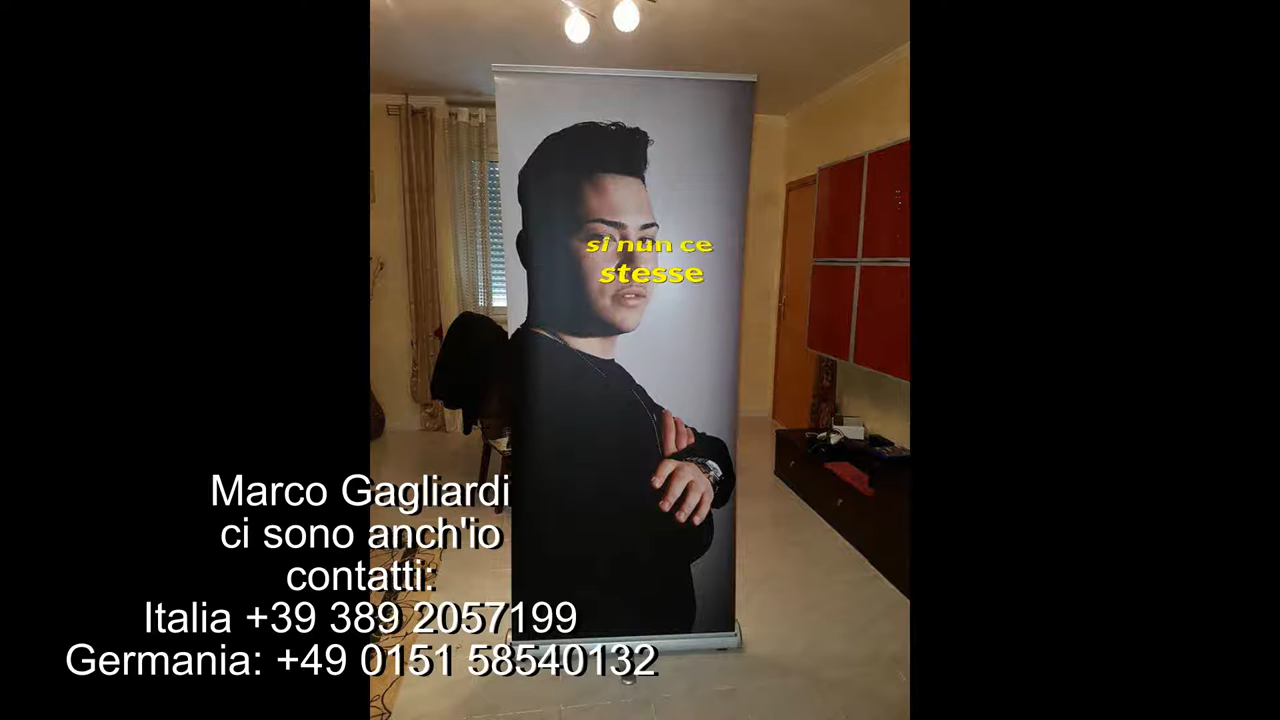 si nun ce
stesse
Marco Gagliardi
ci sono anch'io
contatti:
Italia +39 389 2057199
Germania: +49 0151 58540132